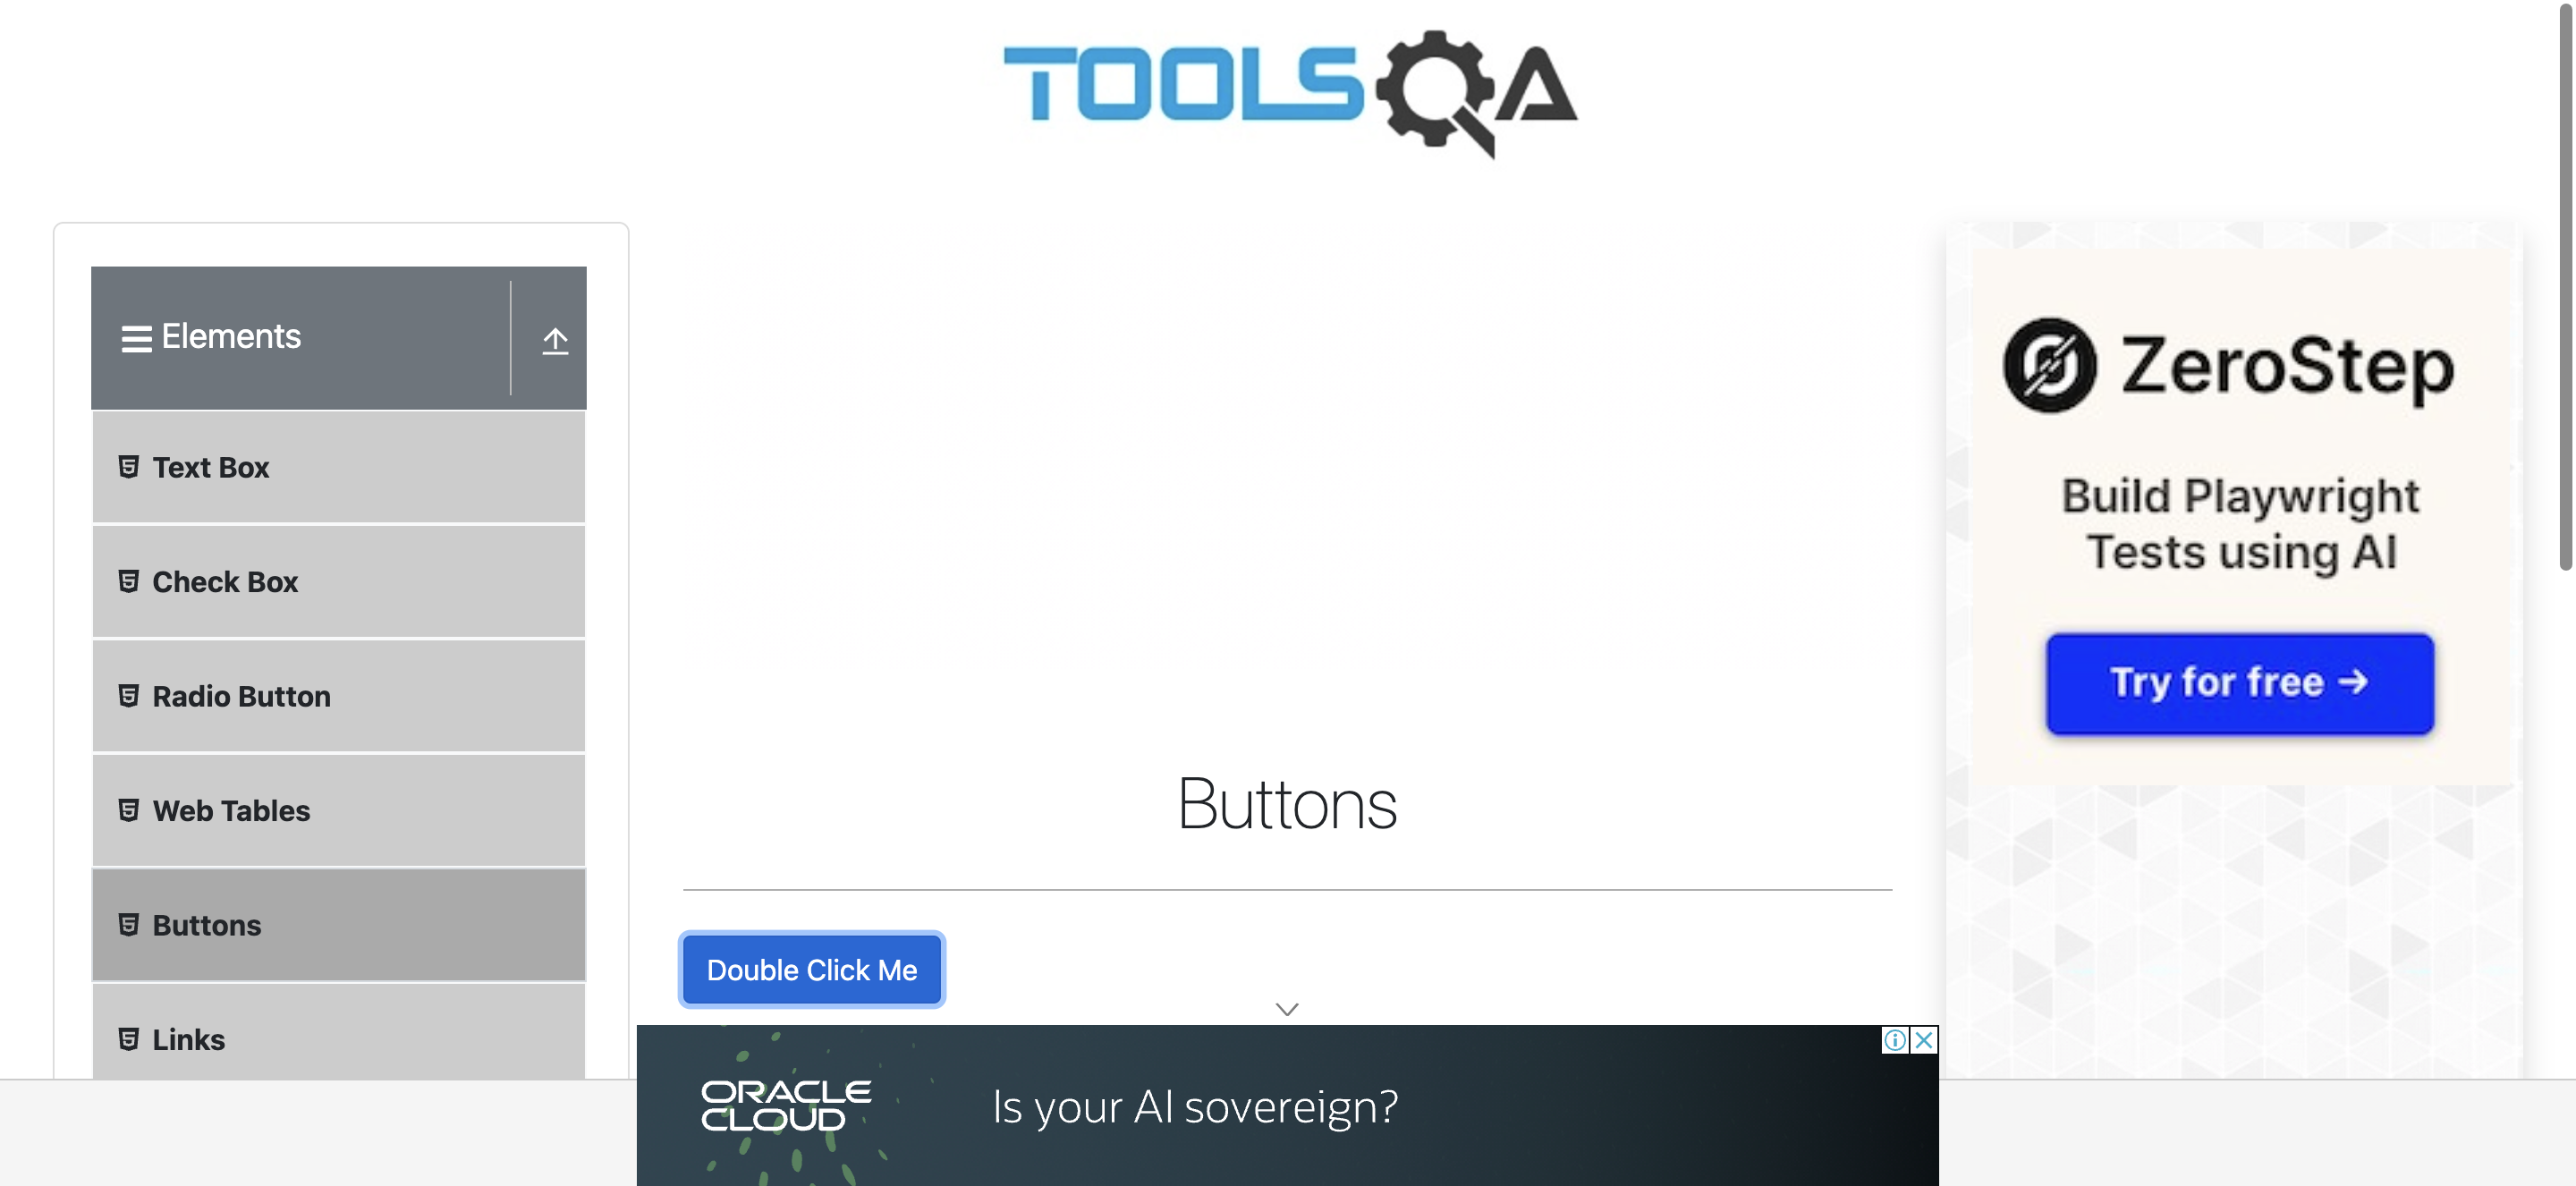 TOOLSQA
Elements
Text Box
Check Box
Radio Button
Web Tables
Buttons
Links
Buttons
Double Click Me
ZeroStep
Build Playwright
Tests using AI
Try for free →
ORACLE
CLOUD
Is your AI sovereign?